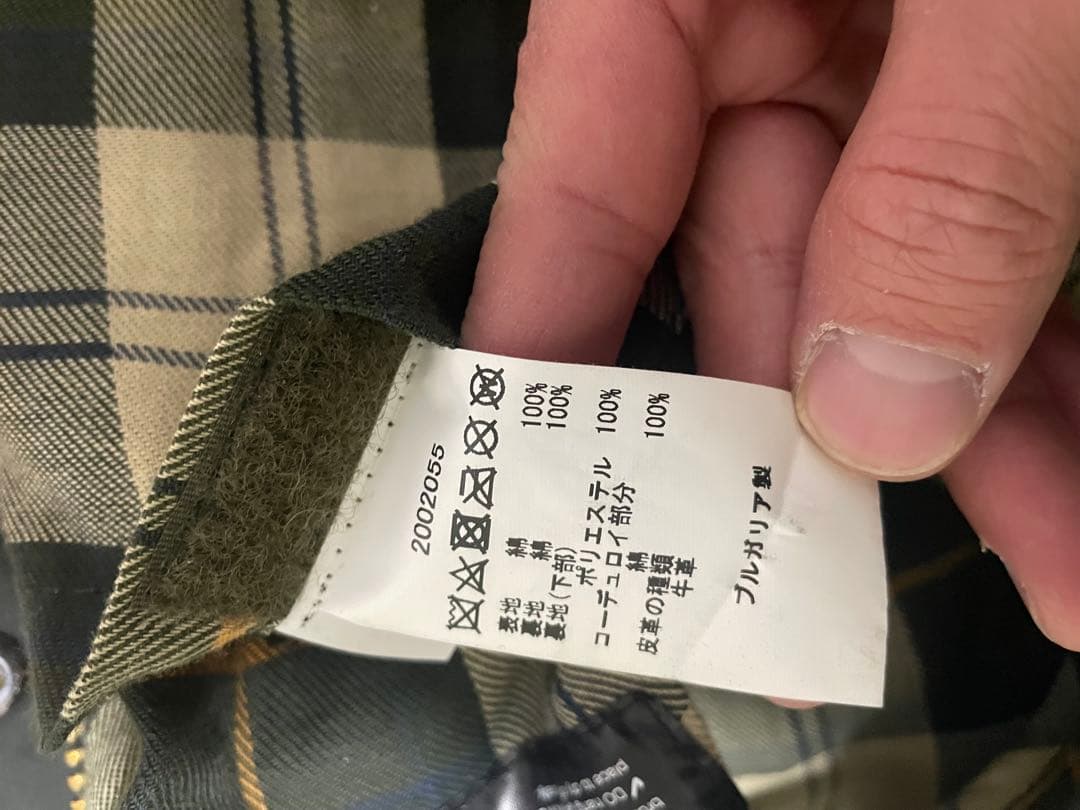 2002055
表地 綿 100%
裏地 綿 100%
裏地(下部)
ポリエステル 100%
コーデュロイ部分
綿 100%
皮革の種類
牛革
ブルガリア製